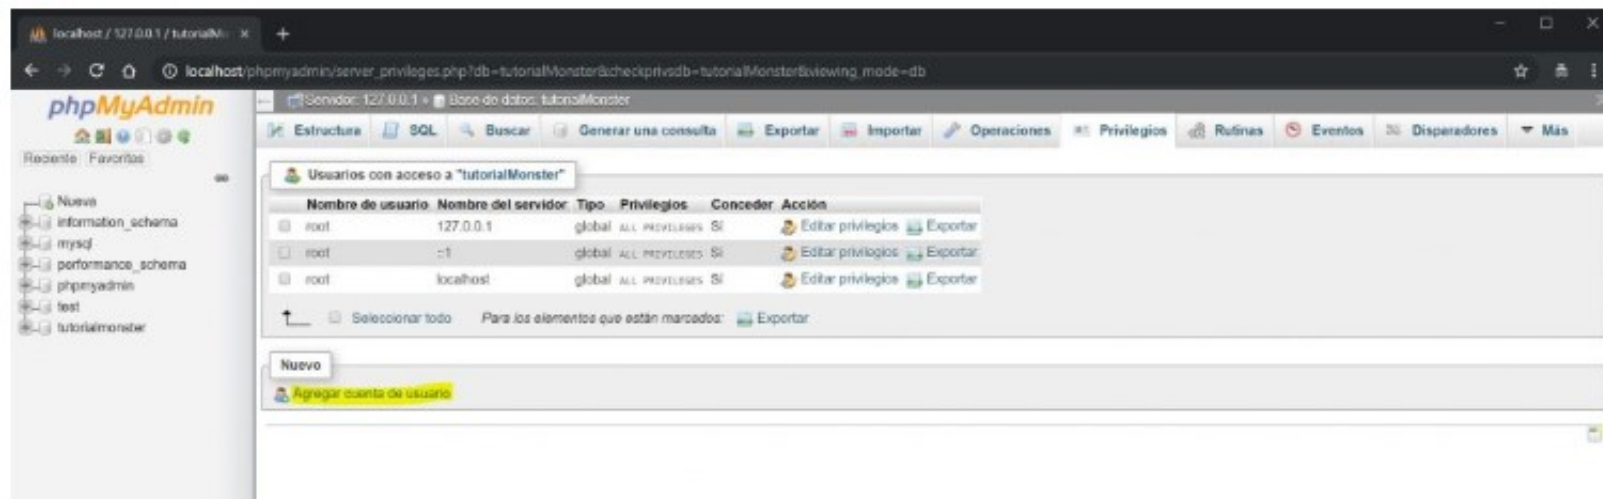 localhost / 127.0.0.1 / tutorialM
localhost/phpmyadmin/server_privileges.php?db=tutorialMonster&checkprivsdb=tutorialMonster&viewing_mode=db
phpMyAdmin
Reciente Favoritas
Nueva
information_schema
mysql
performance_schema
phpmyadmin
test
tutorialmonster
Servidor: 127.0.0.1 » Base de datos: tutorialMonster
Estructura SQL Buscar Generar una consulta Exportar Importar Operaciones Privilegios Rutinas Eventos Disparadores Más
Usuarios con acceso a "tutorialMonster"
Nombre de usuario Nombre del servidor Tipo Privilegios Conceder Acción
root 127.0.0.1 global ALL PRIVILEGES Sí Editar privilegios Exportar
root ::1 global ALL PRIVILEGES Sí Editar privilegios Exportar
root localhost global ALL PRIVILEGES Sí Editar privilegios Exportar
Seleccionar todo Para los elementos que están marcados: Exportar
Nuevo
Agregar cuenta de usuario